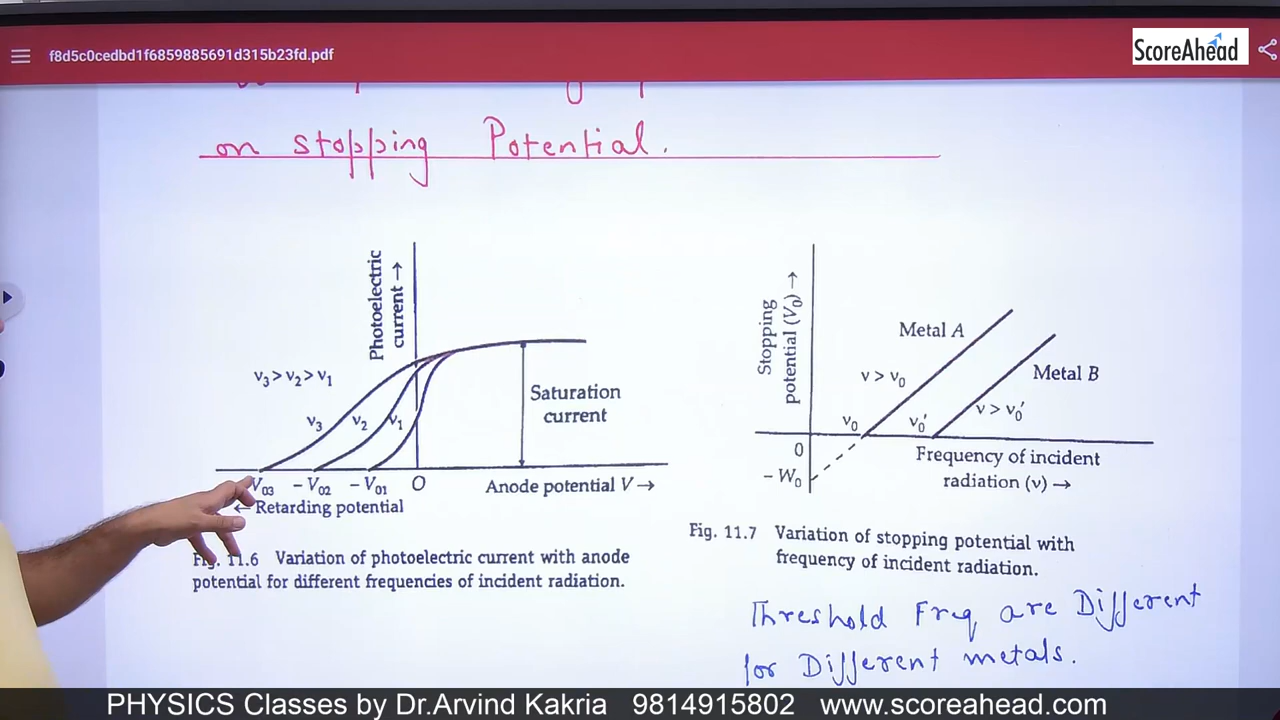 f8d5c0cedbd1f6859885691d315b23fd.pdf
ScoreAhead
on stopping Potential.
Photoelectric
current →
ν₃ > ν₂ > ν₁
ν₃
ν₂
ν₁
Saturation
current
V₀₃
– V₀₂
– V₀₁
O
Anode potential V →
← Retarding potential
Fig. 11.6 Variation of photoelectric current with anode
potential for different frequencies of incident radiation.
Stopping
potential (V₀) →
Metal A
ν > ν₀
Metal B
ν > ν₀′
ν₀
ν₀′
0
– W₀
Frequency of incident
radiation (ν) →
Fig. 11.7 Variation of stopping potential with
frequency of incident radiation.
Threshold Freq are Different
for Different metals.
PHYSICS Classes by Dr.Arvind Kakria 9814915802 www.scoreahead.com